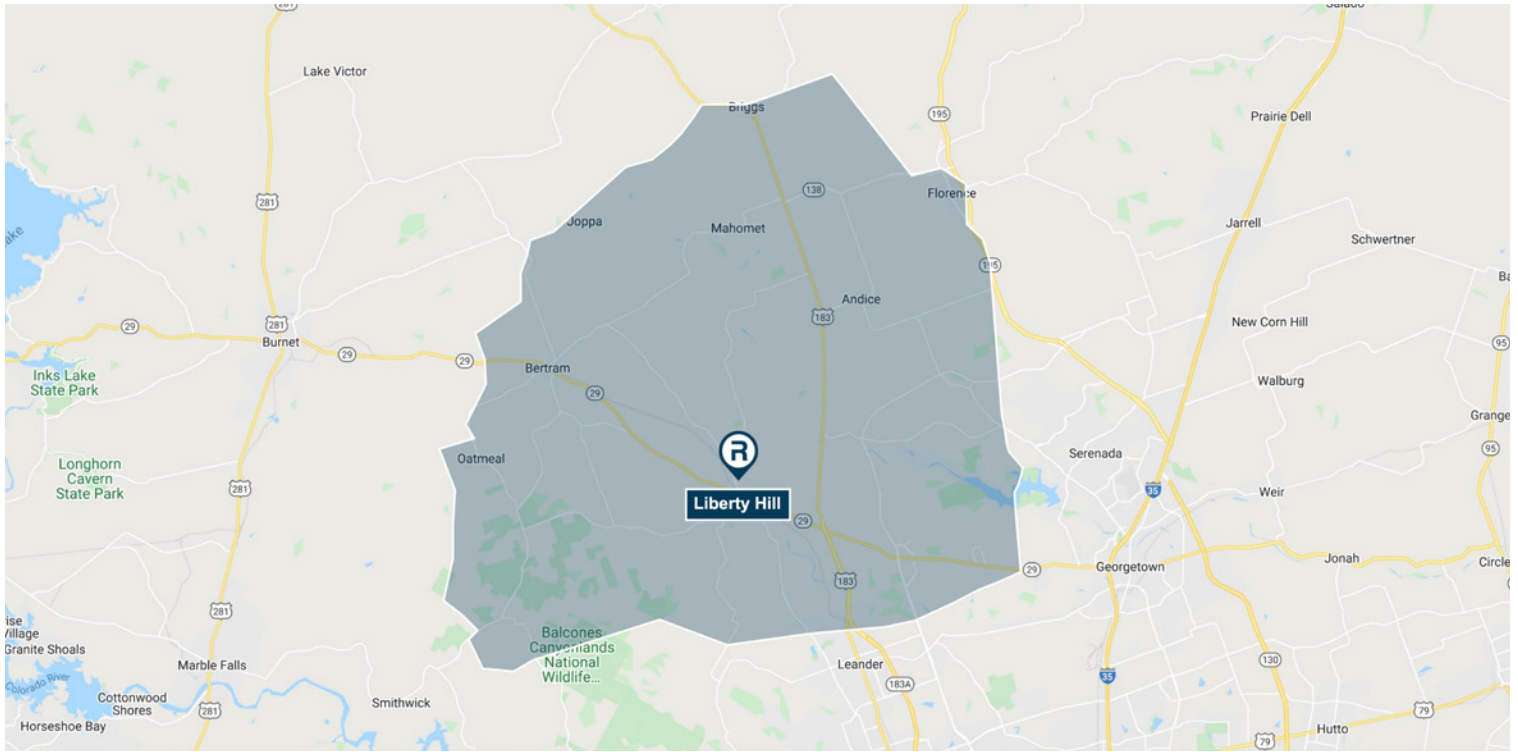 281
Salado
Lake Victor
Briggs
195
Prairie Dell
138
Florence
281
Joppa
Mahomet
Jarrell
Schwertner
195
Andice
183
New Corn Hill
29
281
Burnet
29
29
Bertram
29
95
Inks Lake
State Park
Walburg
Grange
Serenada
95
Longhorn
Cavern
State Park
Oatmeal
281
Liberty Hill
35
Weir
29
29
Georgetown
Jonah
Circle
183
281
Village
Granite Shoals
Balcones
Canyonlands
National
Wildlife...
Marble Falls
Leander
130
35
183A
Colorado River
Cottonwood
Shores
Smithwick
281
79
Horseshoe Bay
79
Hutto